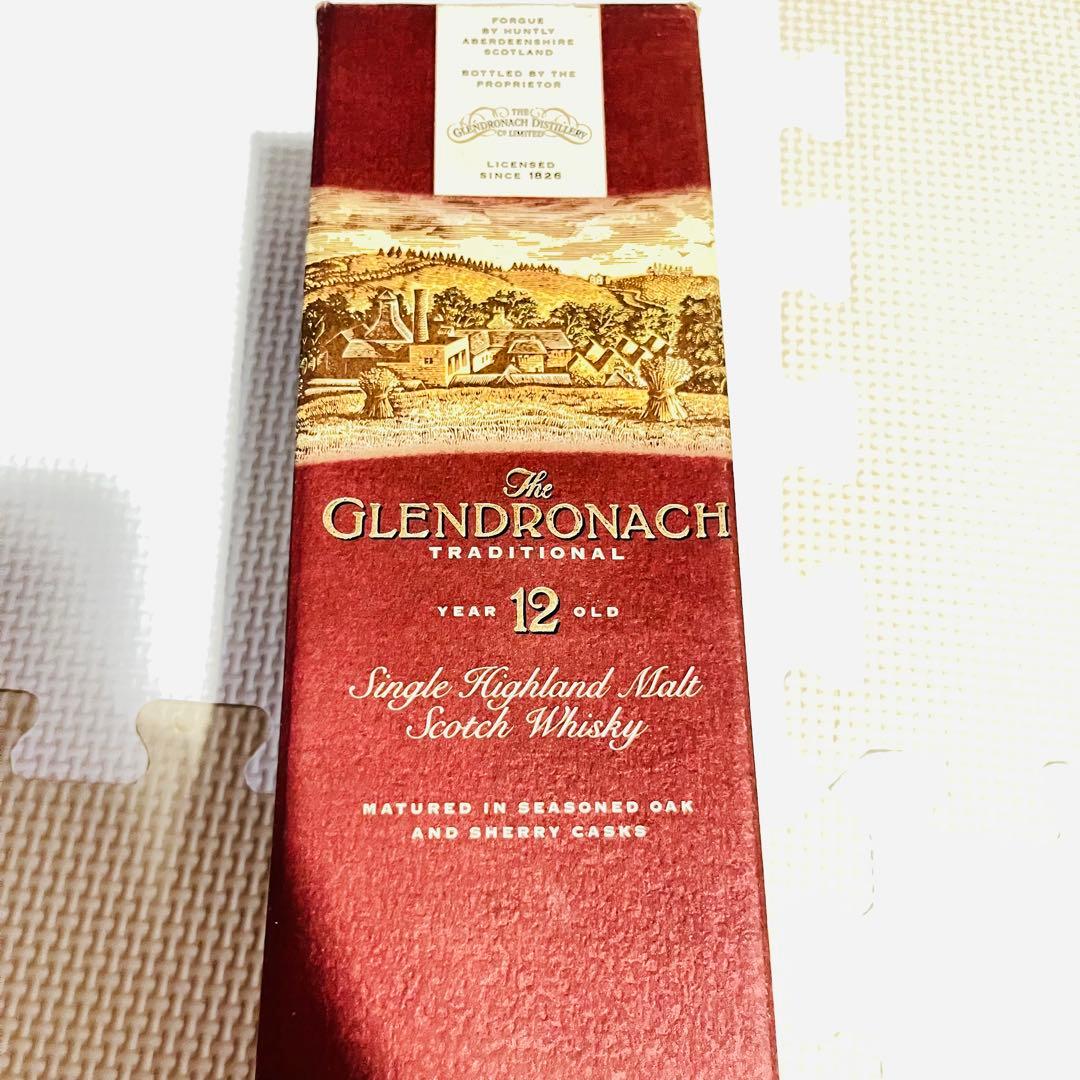 FORGUE
BY HUNTLY
ABERDEENSHIRE
SCOTLAND
BOTTLED BY THE
PROPRIETOR
THE
GLENDRONACH DISTILLERY
CO LIMITED
LICENSED
SINCE 1826
The
GLENDRONACH
TRADITIONAL
YEAR 12 OLD
Single Highland Malt
Scotch Whisky
MATURED IN SEASONED OAK
AND SHERRY CASKS